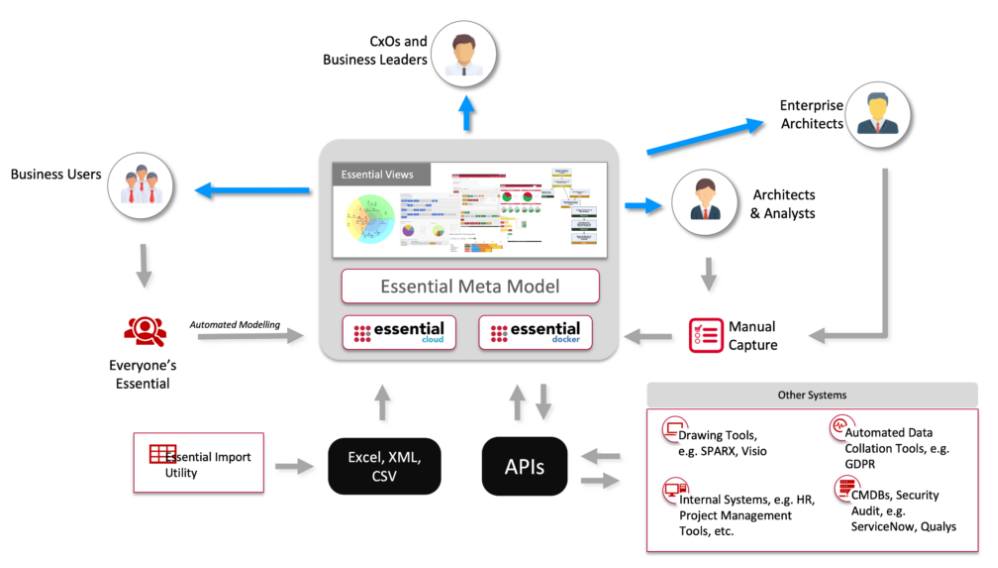 CxOs and
Business Leaders
Enterprise
Architects
Business Users
Essential Views
Architects
& Analysts
Essential Meta Model
Automated Modelling
essential
cloud
essential
docker
Manual
Capture
Everyone's
Essential
Other Systems
Essential Import
Utility
Excel, XML,
CSV
APIs
Drawing Tools,
e.g. SPARX, Visio
Automated Data
Collation Tools, e.g.
GDPR
Internal Systems, e.g. HR,
Project Management
Tools, etc.
CMDBs, Security
Audit, e.g.
ServiceNow, Qualys